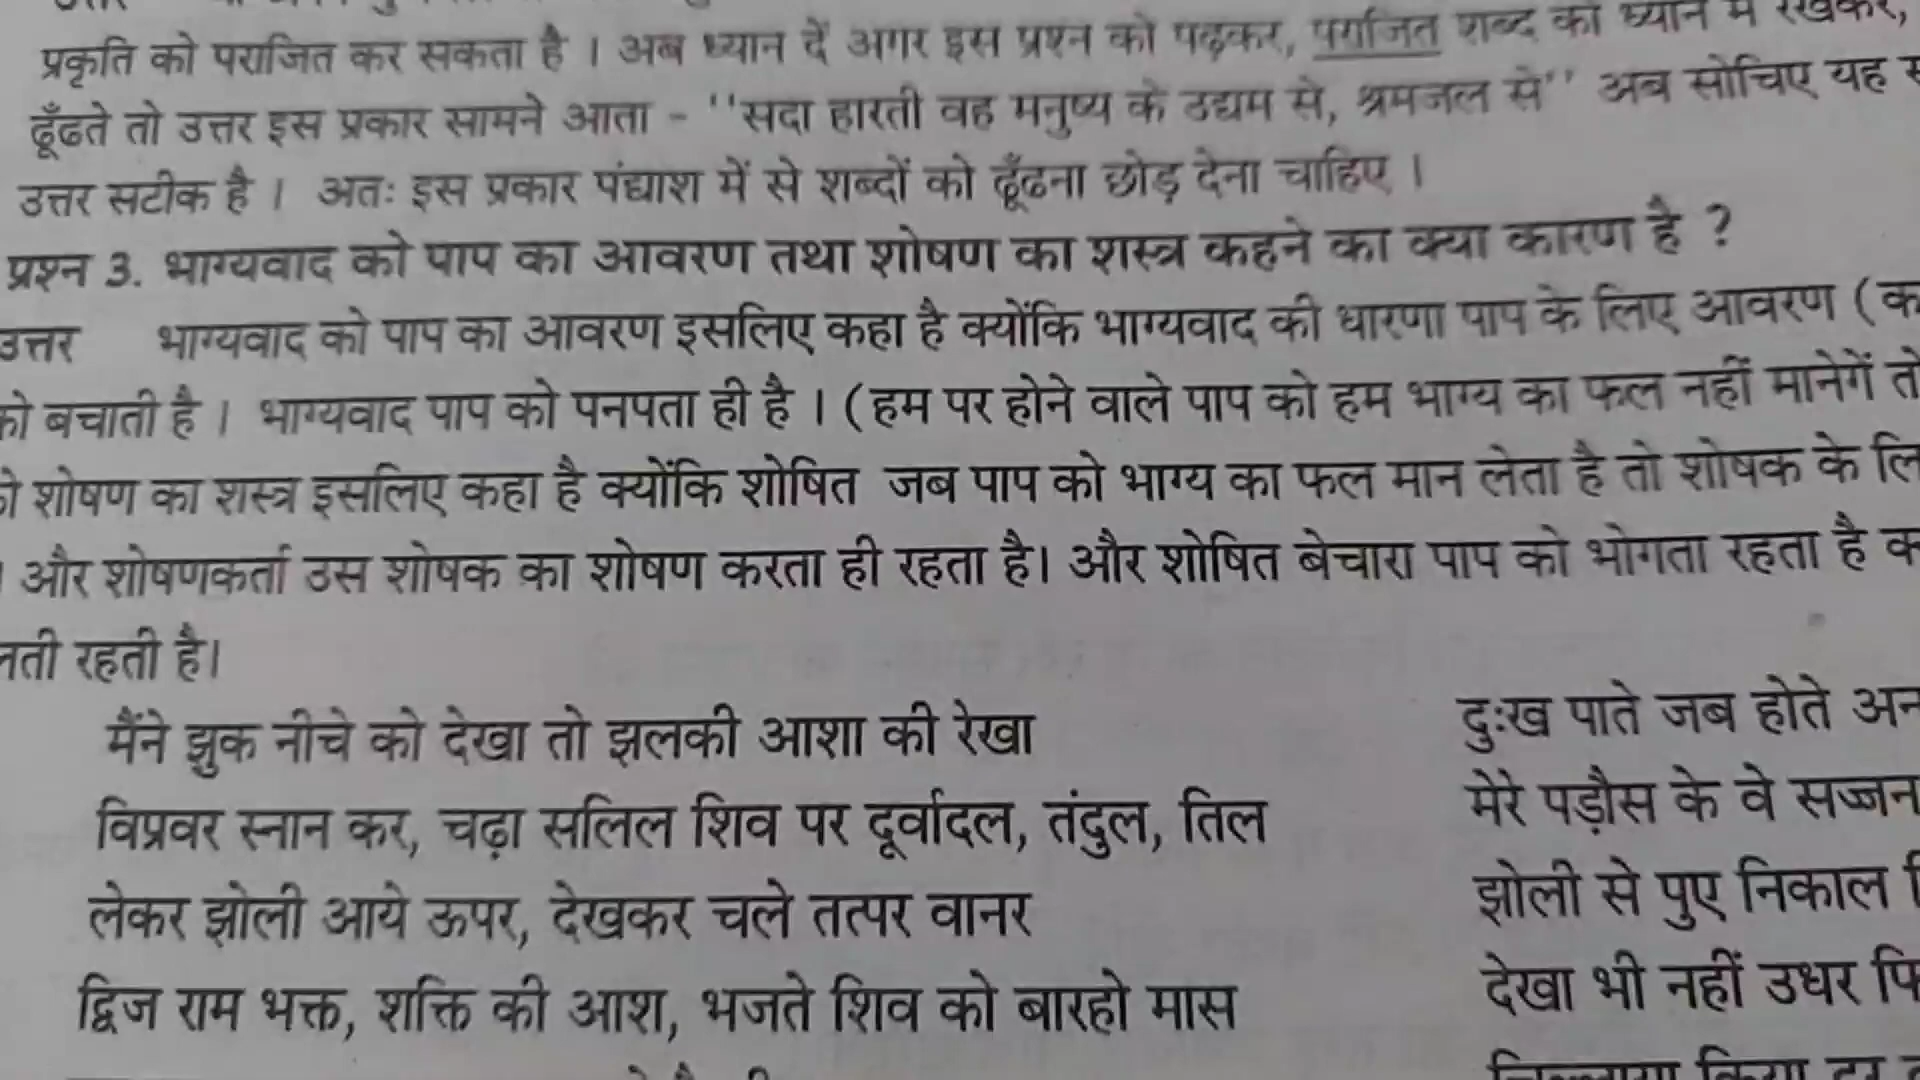 प्रकृति को पराजित कर सकता है । अब ध्यान दें अगर इस प्रश्न को पढ़कर, पराजित शब्द को ध्यान में रखकर,
ढूँढते तो उत्तर इस प्रकार सामने आता - ''सदा हारती वह मनुष्य के उद्यम से, श्रमजल से'' अब सोचिए यह
उत्तर सटीक है । अतः इस प्रकार पंद्याश में से शब्दों को ढूँढना छोड़ देना चाहिए ।
प्रश्न 3. भाग्यवाद को पाप का आवरण तथा शोषण का शस्त्र कहने का क्या कारण है ?
उत्तर भाग्यवाद को पाप का आवरण इसलिए कहा है क्योंकि भाग्यवाद की धारणा पाप के लिए आवरण
को बचाती है । भाग्यवाद पाप को पनपता ही है । (हम पर होने वाले पाप को हम भाग्य का फल नहीं मानेगें तो
शोषण का शस्त्र इसलिए कहा है क्योंकि शोषित जब पाप को भाग्य का फल मान लेता है तो शोषक के
और शोषणकर्ता उस शोषक का शोषण करता ही रहता है। और शोषित बेचारा पाप को भोगता रहता है
रहती है।
मैंने झुक नीचे को देखा तो झलकी आशा की रेखा
विप्रवर स्नान कर, चढ़ा सलिल शिव पर दूर्वादल, तंदुल, तिल
लेकर झोली आये ऊपर, देखकर चले तत्पर वानर
द्विज राम भक्त, शक्ति की आश, भजते शिव को बारहो मास
दुःख पाते जब होते
मेरे पड़ौस के वे सज्जन
झोली से पुए निकाल
देखा भी नहीं उधर